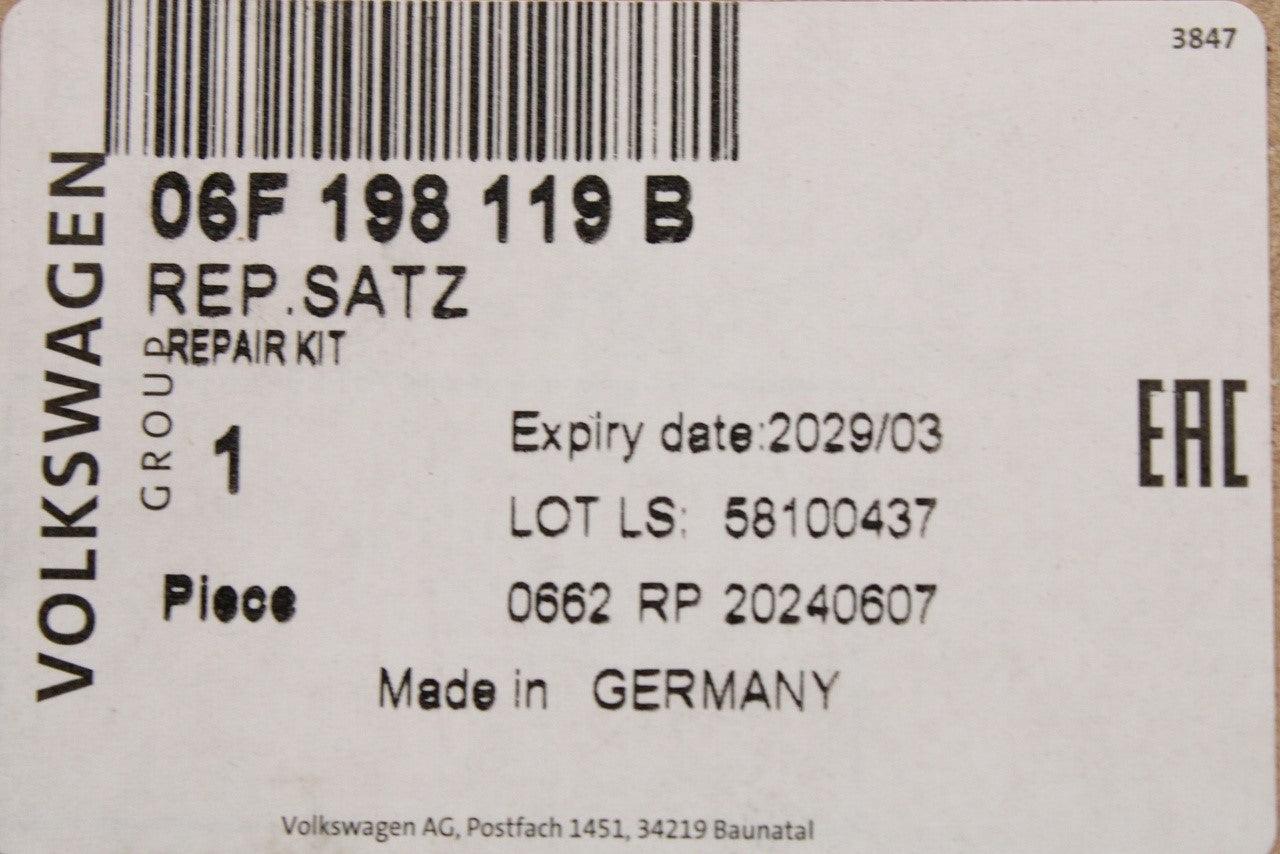 3847
VOLKSWAGEN
GROUP
06F 198 119 B
REP.SATZ
REPAIR KIT
1
Expiry date:2029/03
LOT LS: 58100437
Piece
0662 RP 20240607
Made in GERMANY
EAC
Volkswagen AG, Postfach 1451, 34219 Baunatal